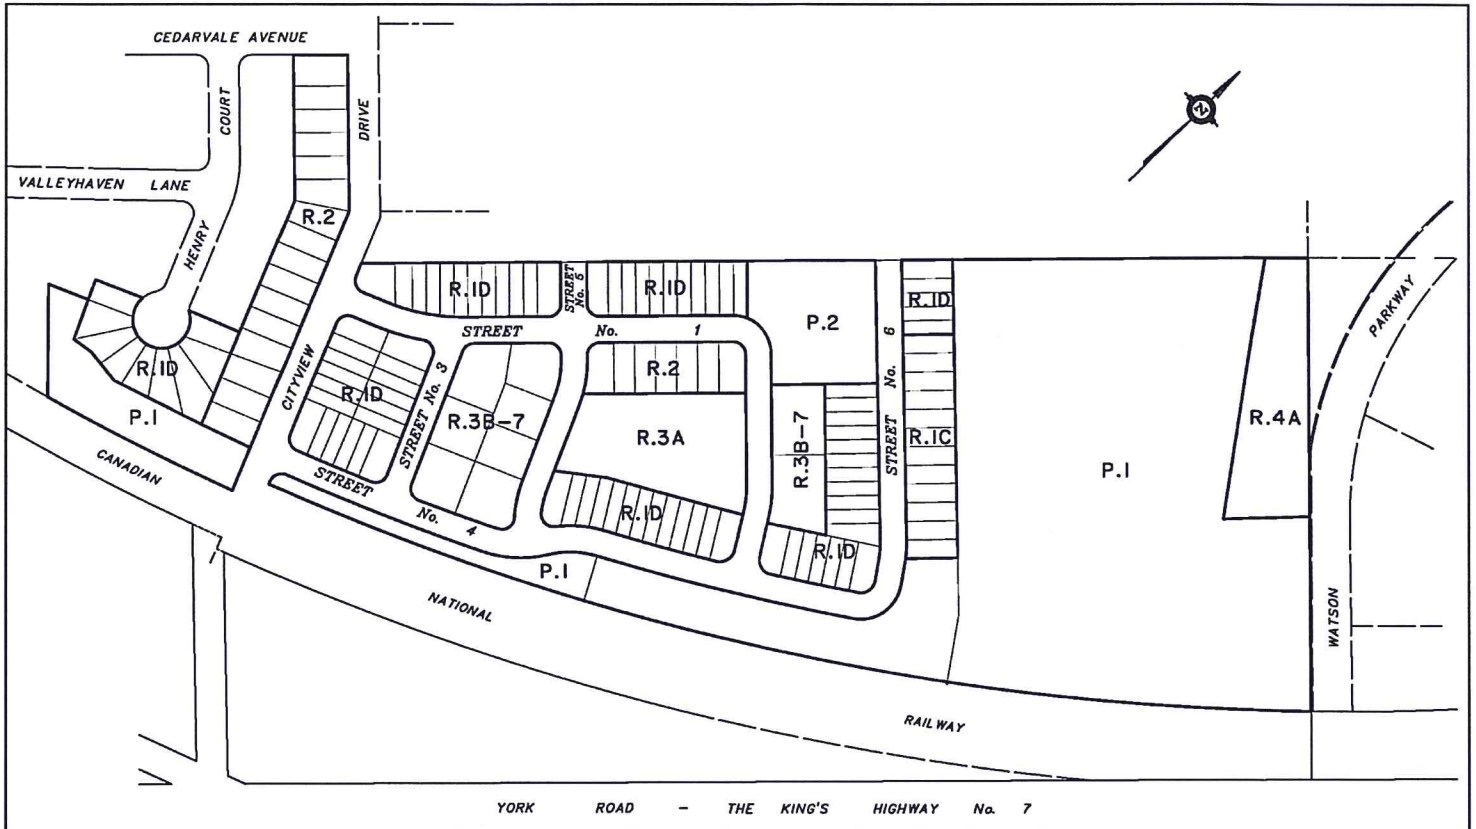 CEDARVALE AVENUE
COURT
DRIVE
VALLEYHAVEN LANE
HENRY
R.2
R.1D
STREET No. 5
R.1D
R.1D
P.2
STREET No. 1
STREET No. 6
R.1D
PARKWAY
CITYVIEW
R.1D
STREET No. 3
R.2
R.1D
P.1
R.3B-7
R.3A
R.3B-7
R.1C
P.1
R.4A
CANADIAN
STREET No. 4
R.1D
R.1D
P.1
NATIONAL
WATSON
RAILWAY
YORK ROAD - THE KING'S HIGHWAY No. 7
N